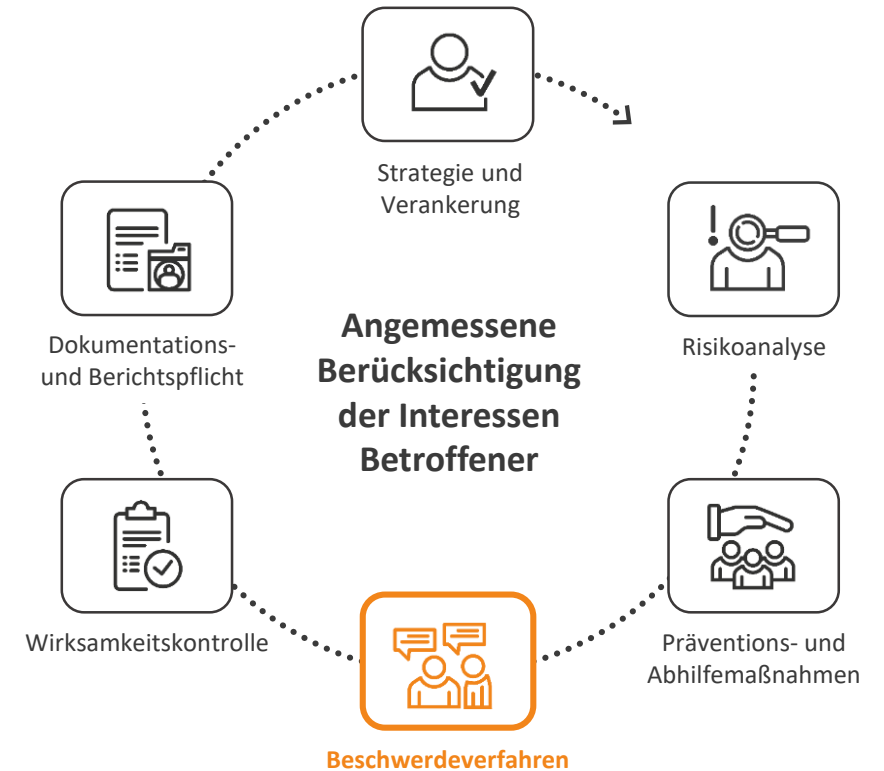 Strategie und
Verankerung
Dokumentations-
und Berichtspflicht
Angemessene
Berücksichtigung
der Interessen
Betroffener
Risikoanalyse
Wirksamkeitskontrolle
Präventions- und
Abhilfemaßnahmen
Beschwerdeverfahren